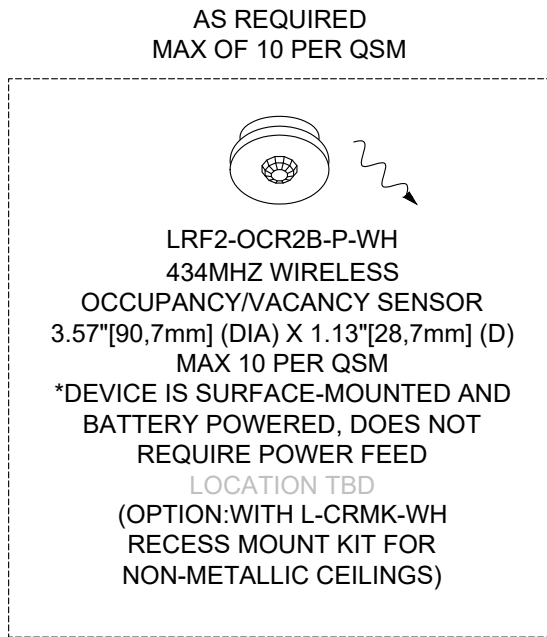 AS REQUIRED
MAX OF 10 PER QSM
LRF2-OCR2B-P-WH
434MHZ WIRELESS
OCCUPANCY/VACANCY SENSOR
3.57"[90,7mm] (DIA) X 1.13"[28,7mm] (D)
MAX 10 PER QSM
*DEVICE IS SURFACE-MOUNTED AND
BATTERY POWERED, DOES NOT
REQUIRE POWER FEED
LOCATION TBD
(OPTION:WITH L-CRMK-WH
RECESS MOUNT KIT FOR
NON-METALLIC CEILINGS)